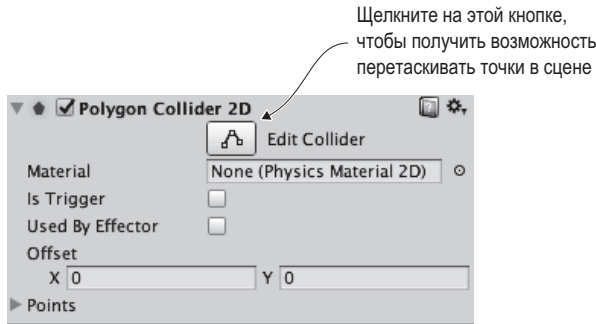 Щелкните на этой кнопке,
чтобы получить возможность
перетаскивать точки в сцене
Polygon Collider 2D
Edit Collider
Material None (Physics Material 2D)
Is Trigger
Used By Effector
Offset
X 0 Y 0
Points